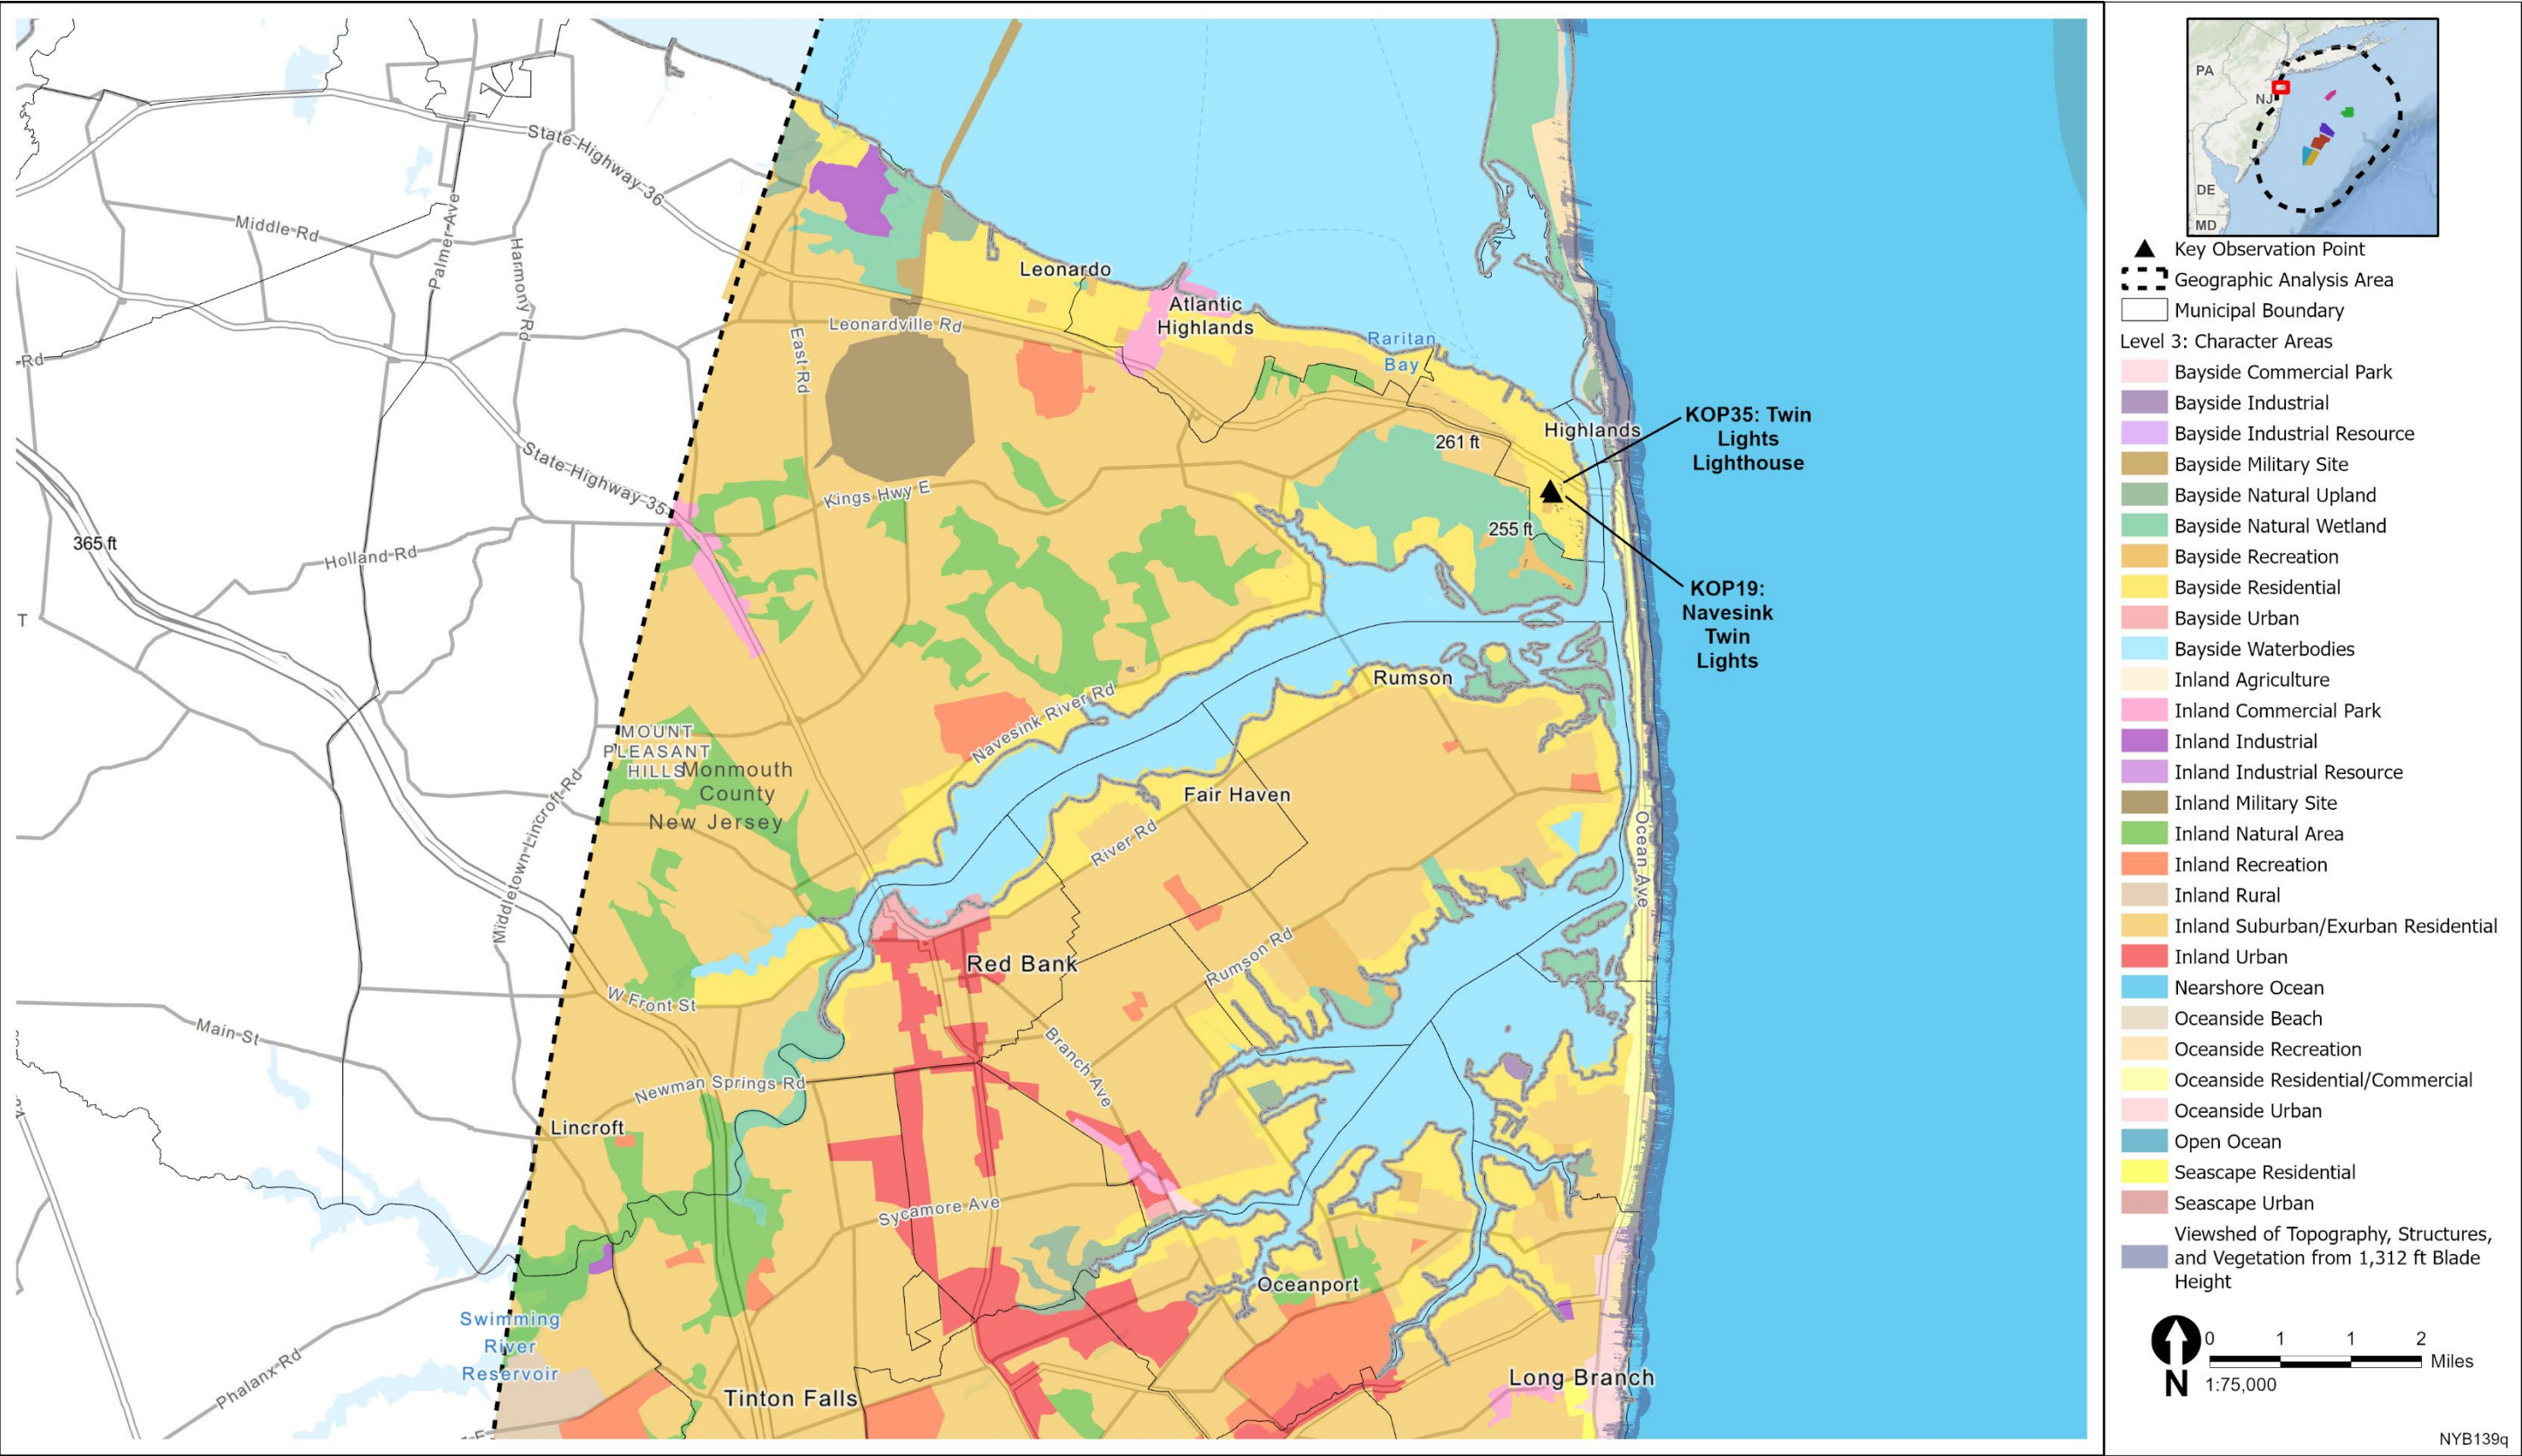 State-Highway-36
Middle-Rd
Palmer-Ave
Harmony Rd
-Rd
Leonardo
Atlantic
Highlands
Leonardville Rd
East Rd
Raritan
Bay
Highlands
261 ft
KOP35: Twin
Lights
Lighthouse
State-Highway-35
Kings Hwy E
255 ft
365 ft
Holland-Rd
T
KOP19:
Navesink
Twin
Lights
Rumson
Navesink River Rd
MOUNT
PLEASANT
HILLS
Monmouth
County
New Jersey
Middletown-Lincroft-Rd
Fair Haven
River Rd
Ocean-Ave
Red Bank
Rumson Rd
W Front St
Main-St
Branch Ave
Newman Springs Rd
Lincroft
Sycamore Ave
Oceanport
Swimming
River
Reservoir
Phalanx-Rd
Tinton Falls
Long Branch
PA
NJ
DE
MD
Key Observation Point
Geographic Analysis Area
Municipal Boundary
Level 3: Character Areas
Bayside Commercial Park
Bayside Industrial
Bayside Industrial Resource
Bayside Military Site
Bayside Natural Upland
Bayside Natural Wetland
Bayside Recreation
Bayside Residential
Bayside Urban
Bayside Waterbodies
Inland Agriculture
Inland Commercial Park
Inland Industrial
Inland Industrial Resource
Inland Military Site
Inland Natural Area
Inland Recreation
Inland Rural
Inland Suburban/Exurban Residential
Inland Urban
Nearshore Ocean
Oceanside Beach
Oceanside Recreation
Oceanside Residential/Commercial
Oceanside Urban
Open Ocean
Seascape Residential
Seascape Urban
Viewshed of Topography, Structures,
and Vegetation from 1,312 ft Blade
Height
0 1 1 2
Miles
N
1:75,000
NYB139q